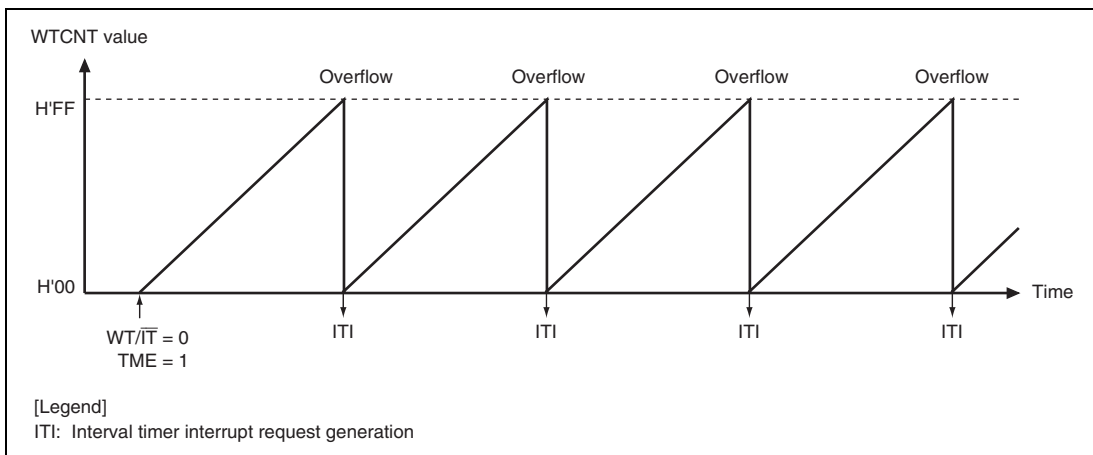 WTCNT value
Overflow Overflow Overflow Overflow
H'FF
H'00
Time
WT/I̅T̅ = 0
TME = 1
ITI ITI ITI ITI
[Legend]
ITI: Interval timer interrupt request generation